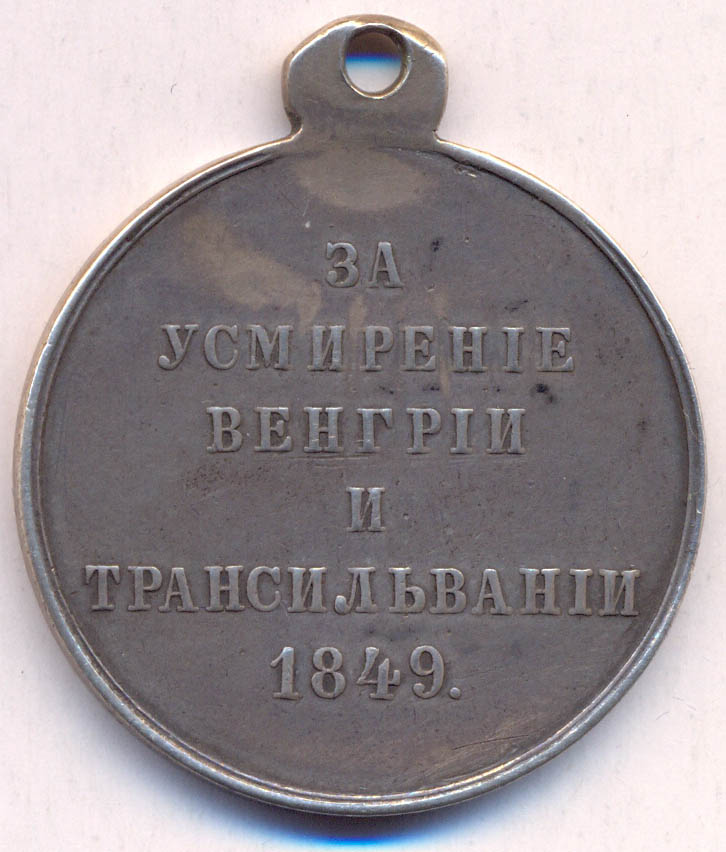 ЗА
УСМИРЕНІЕ
ВЕНГРІИ
И
ТРАНСИЛЬВАНІИ
1849.